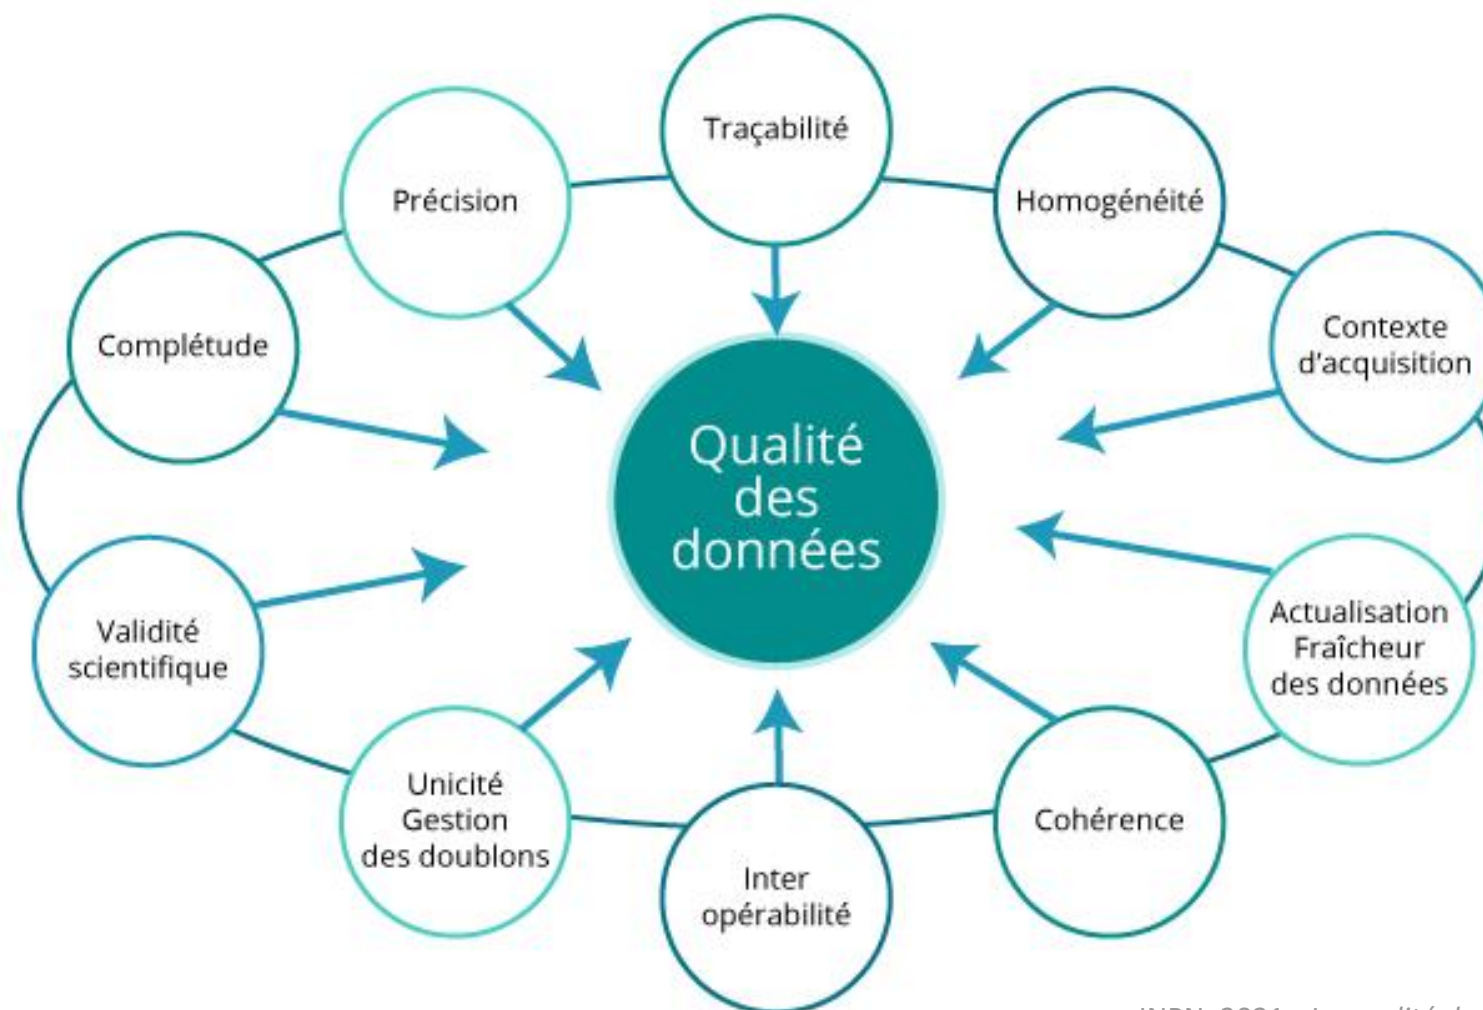 Traçabilité
Précision
Homogénéité
Complétude
Contexte
d'acquisition
Qualité
des
données
Validité
scientifique
Actualisation
Fraîcheur
des données
Unicité
Gestion
des doublons
Inter
opérabilité
Cohérence